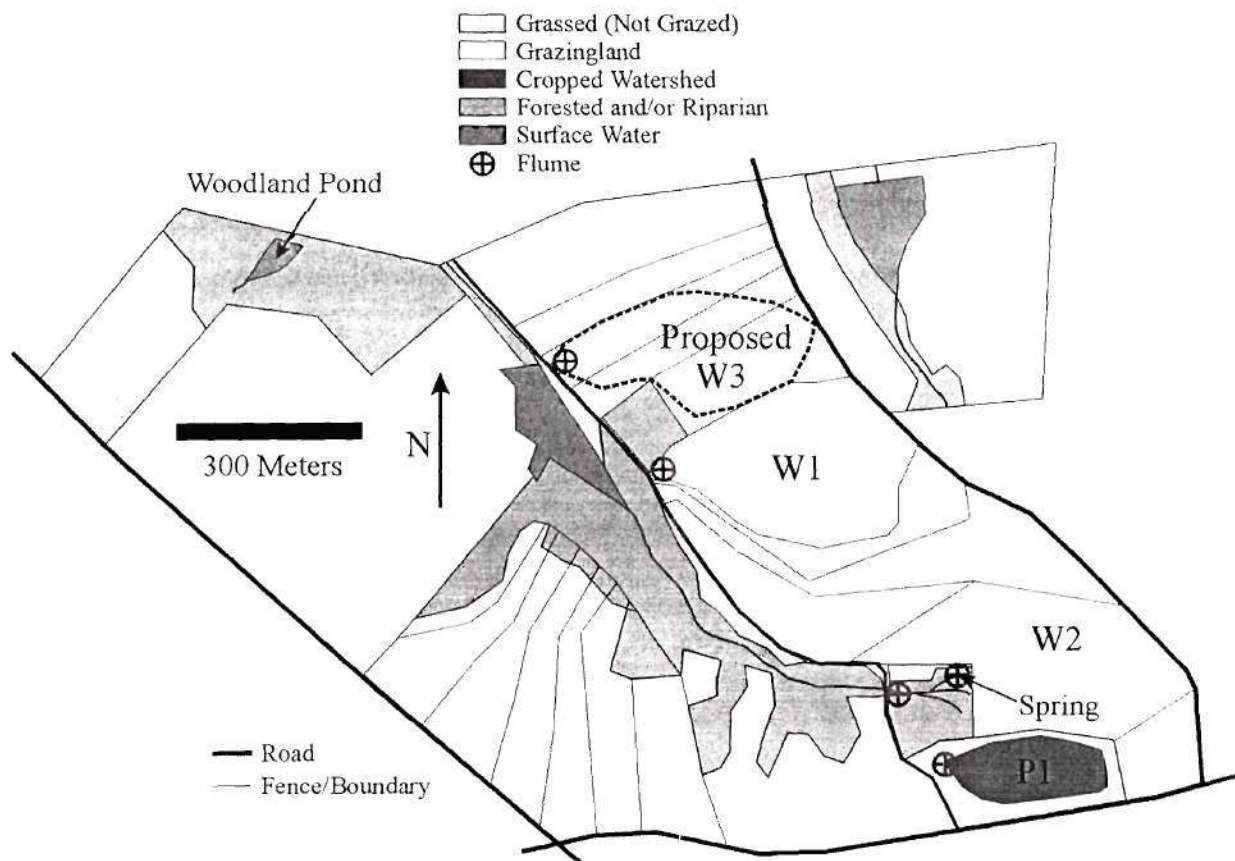 Grassed (Not Grazed)
Grazingland
Cropped Watershed
Forested and/or Riparian
Surface Water
Flume
Woodland Pond
Proposed
W3
N
300 Meters
W1
W2
Spring
P1
Road
Fence/Boundary